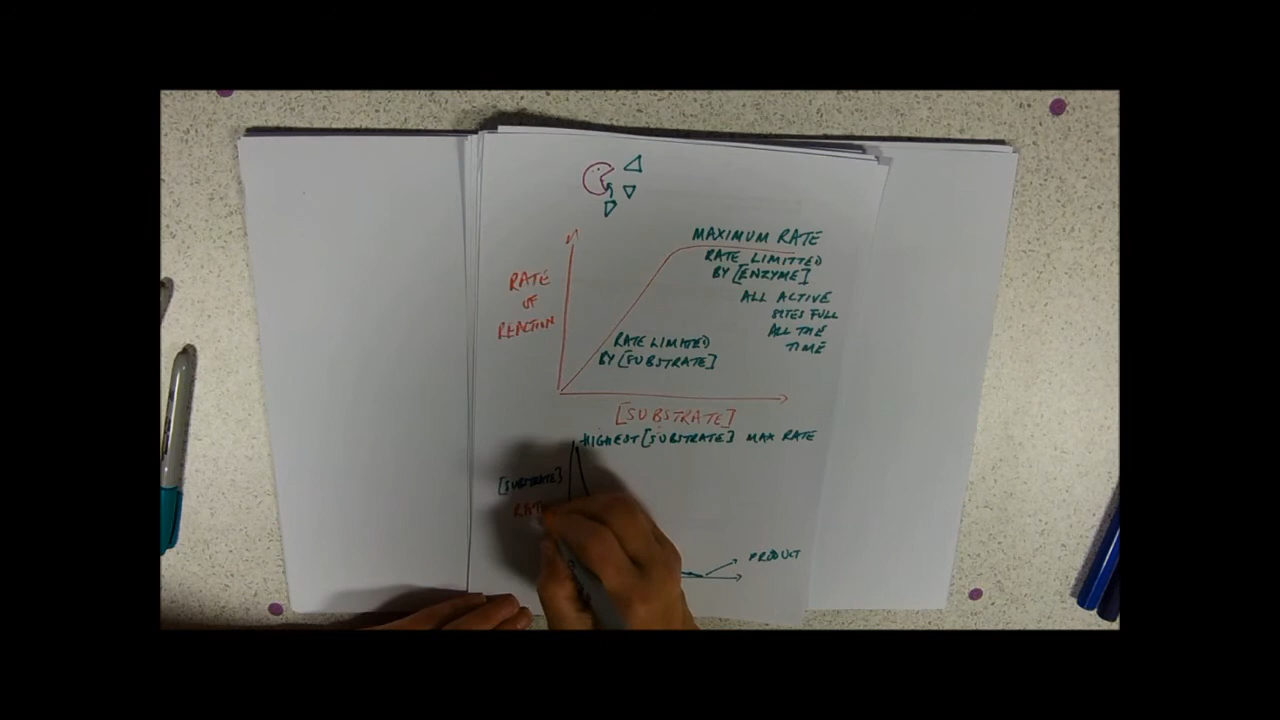 MAXIMUM RATE
RATE LIMITTED
BY [ENZYME]
ALL ACTIVE
SITES FULL
ALL THE
TIME
RATE
OF
REACTION
RATE LIMITED
BY [SUBSTRATE]
[SUBSTRATE]
HIGHEST [SUBSTRATE] MAX RATE
[SUBSTRATE]
PRODUCT